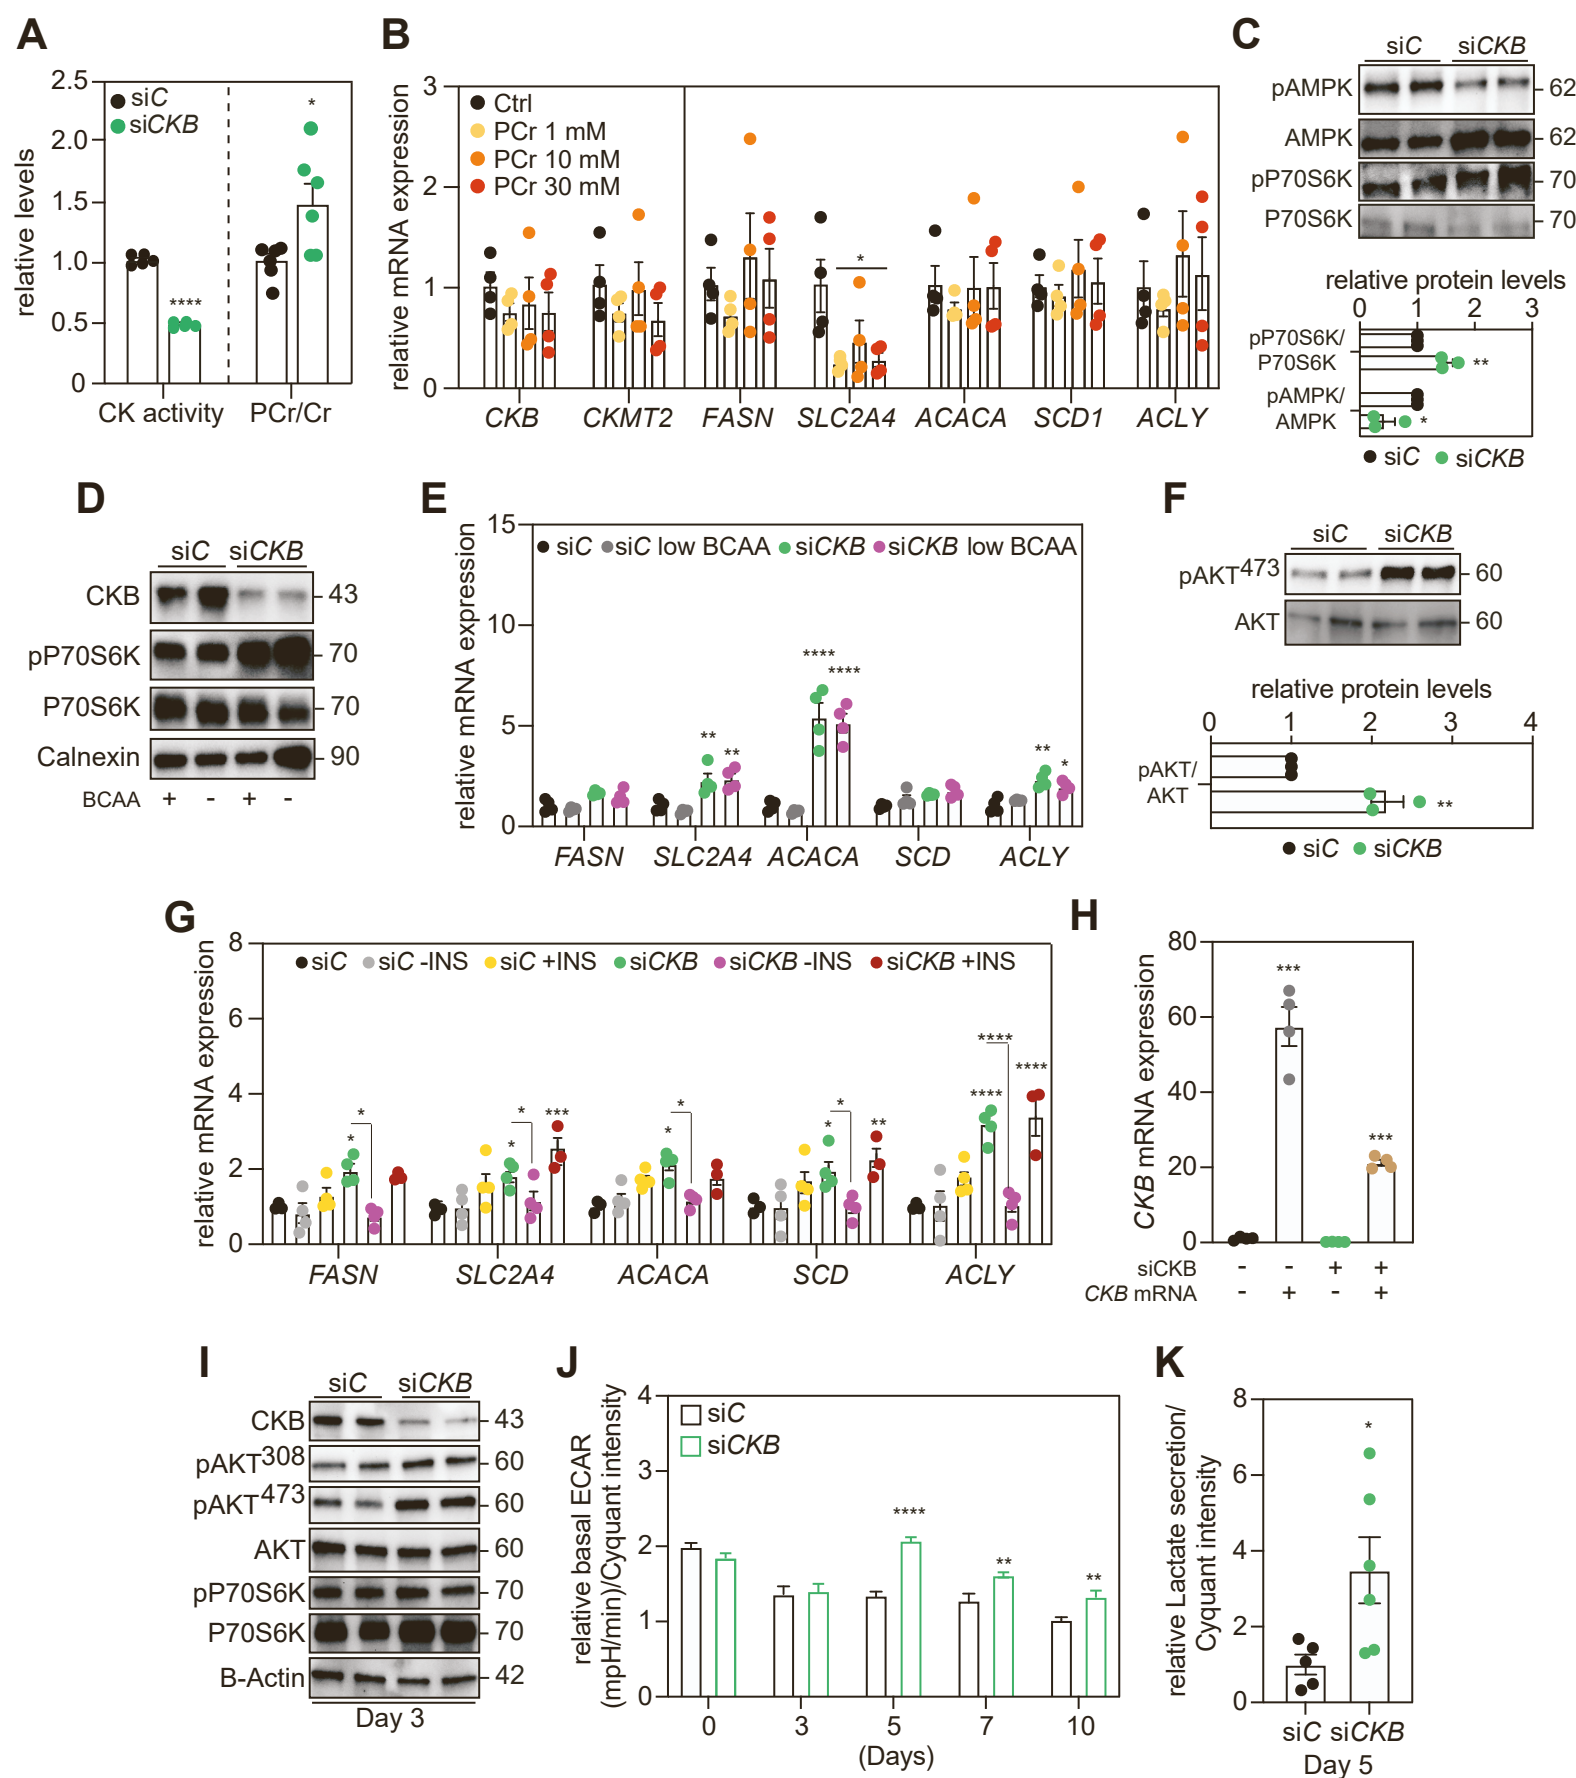 A
relative levels
2.5
2.0
1.5
1.0
0.5
0
siC
siCKB
****
*
CK activity
PCr/Cr
B
relative mRNA expression
3
2
1
0
Ctrl
PCr 1 mM
PCr 10 mM
PCr 30 mM
*
CKB
CKMT2
FASN
SLC2A4
ACACA
SCD1
ACLY
C
siC siCKB
pAMPK 62
AMPK 62
pP70S6K 70
P70S6K 70
relative protein levels
0 1 2 3
pP70S6K/
P70S6K
**
pAMPK/
AMPK
*
siC siCKB
D
siC siCKB
CKB 43
pP70S6K 70
P70S6K 70
Calnexin 90
BCAA + - + -
E
relative mRNA expression
15
10
5
0
siC siC low BCAA siCKB siCKB low BCAA
** ** **** **** ** *
FASN SLC2A4 ACACA SCD ACLY
F
siC siCKB
pAKT473 60
AKT 60
relative protein levels
0 1 2 3 4
pAKT/
AKT
**
siC siCKB
G
relative mRNA expression
8
6
4
2
0
siC siC -INS siC +INS siCKB siCKB -INS siCKB +INS
* * * * *** * * * * ** **** **** ****
FASN SLC2A4 ACACA SCD ACLY
H
CKB mRNA expression
80
60
40
20
0
***
***
siCKB - - + +
CKB mRNA - + - +
I
siC siCKB
CKB 43
pAKT308 60
pAKT473 60
AKT 60
pP70S6K 70
P70S6K 70
B-Actin 42
Day 3
J
relative basal ECAR
(mpH/min)/Cyquant intensity
4
3
2
1
0
siC
siCKB
**** ** **
0 3 5 7 10
(Days)
K
relative Lactate secretion/
Cyquant intensity
8
6
4
2
0
*
siC siCKB
Day 5